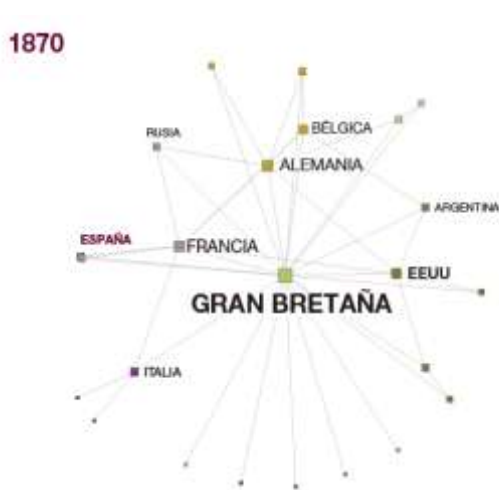 1870
RUSIA
BÉLGICA
ALEMANIA
ARGENTINA
ESPAÑA
FRANCIA
EEUU
GRAN BRETAÑA
ITALIA